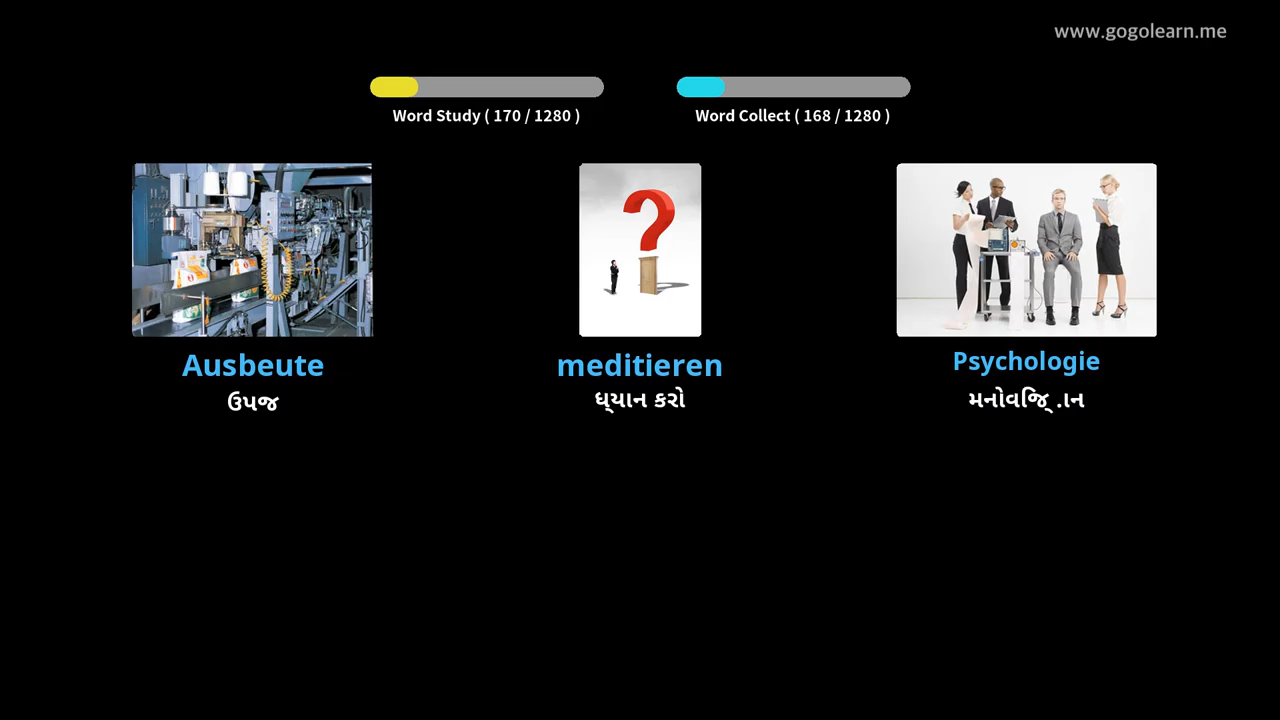 www.gogolearn.me
Word Study ( 170 / 1280 )
Word Collect ( 168 / 1280 )
Ausbeute
meditieren
Psychologie
ઉપજ
ધ્યાન કરો
મનોવજિ્ .ાન